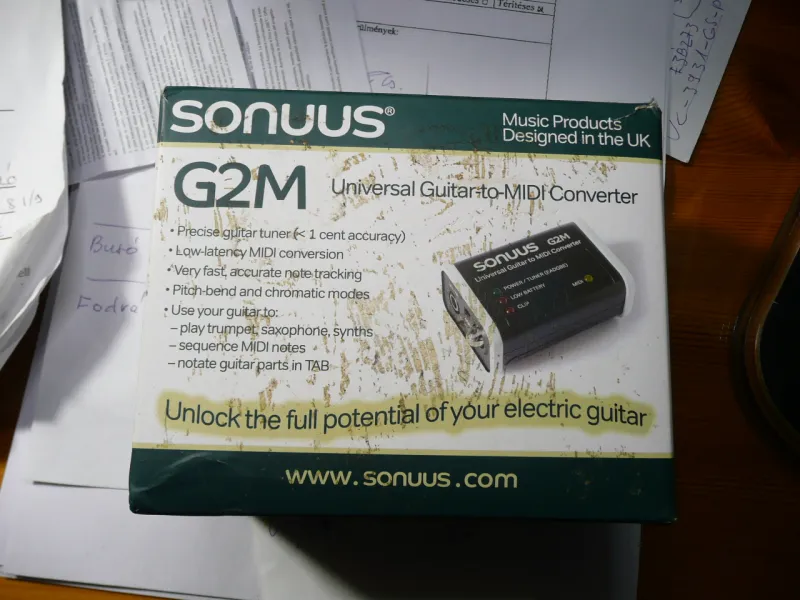 Térítéses
SONUUS®
Music Products
Designed in the UK
G2M
Universal Guitar-to-MIDI Converter
• Precise guitar tuner (< 1 cent accuracy)
• Low-latency MIDI conversion
• Very fast, accurate note tracking
• Pitch-bend and chromatic modes
• Use your guitar to:
– play trumpet, saxophone, synths
– sequence MIDI notes
– notate guitar parts in TAB
SONUUS G2M
Universal Guitar to MIDI Converter
POWER / TUNER (EADGBE)
LOW BATTERY
CLIP
MIDI
Unlock the full potential of your electric guitar
www.sonuus.com